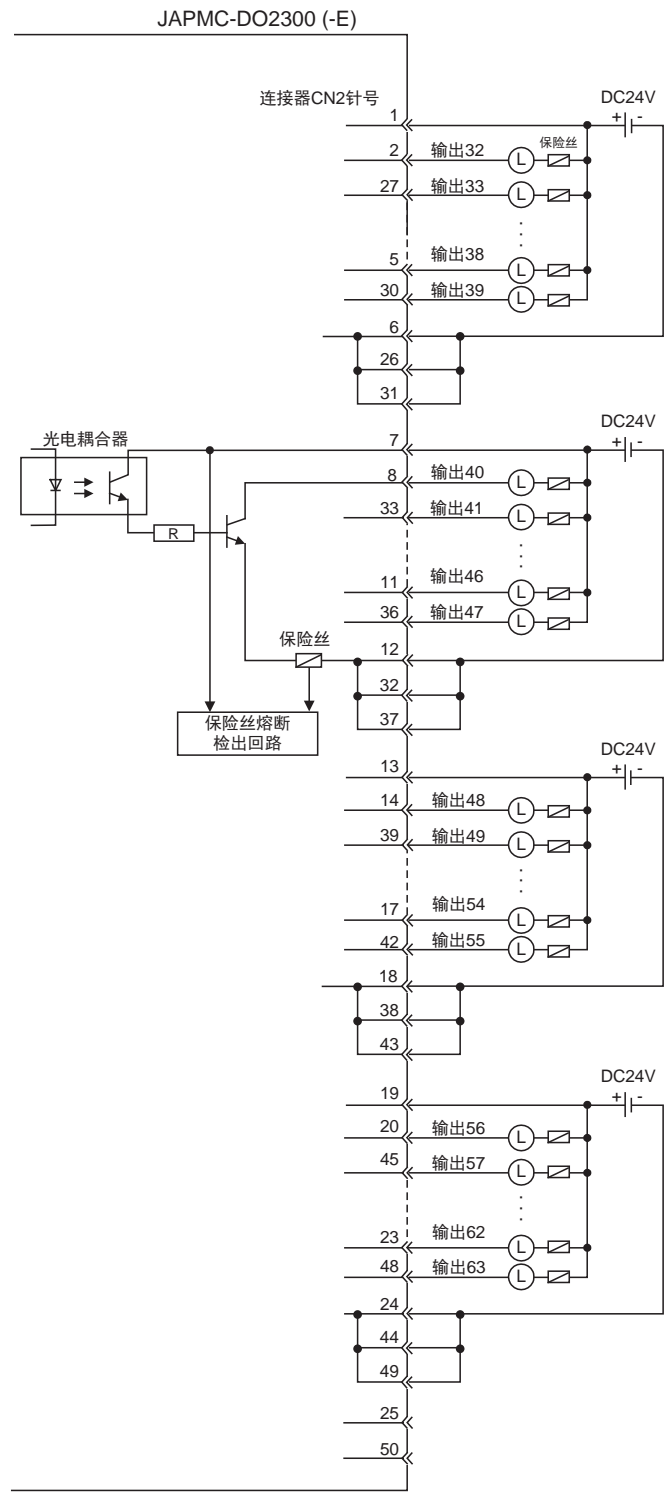 JAPMC-DO2300 (-E)
连接器CN2针号
DC24V
1
+ -
2 输出32 L 保险丝
27 输出33 L
5 输出38 L
30 输出39 L
6
26
31
DC24V
光电耦合器
7
+ -
8 输出40 L
33 输出41 L
R
11 输出46 L
36 输出47 L
保险丝
12
32
37
保险丝熔断
检出回路
DC24V
13
+ -
14 输出48 L
39 输出49 L
17 输出54 L
42 输出55 L
18
38
43
DC24V
19
+ -
20 输出56 L
45 输出57 L
23 输出62 L
48 输出63 L
24
44
49
25
50